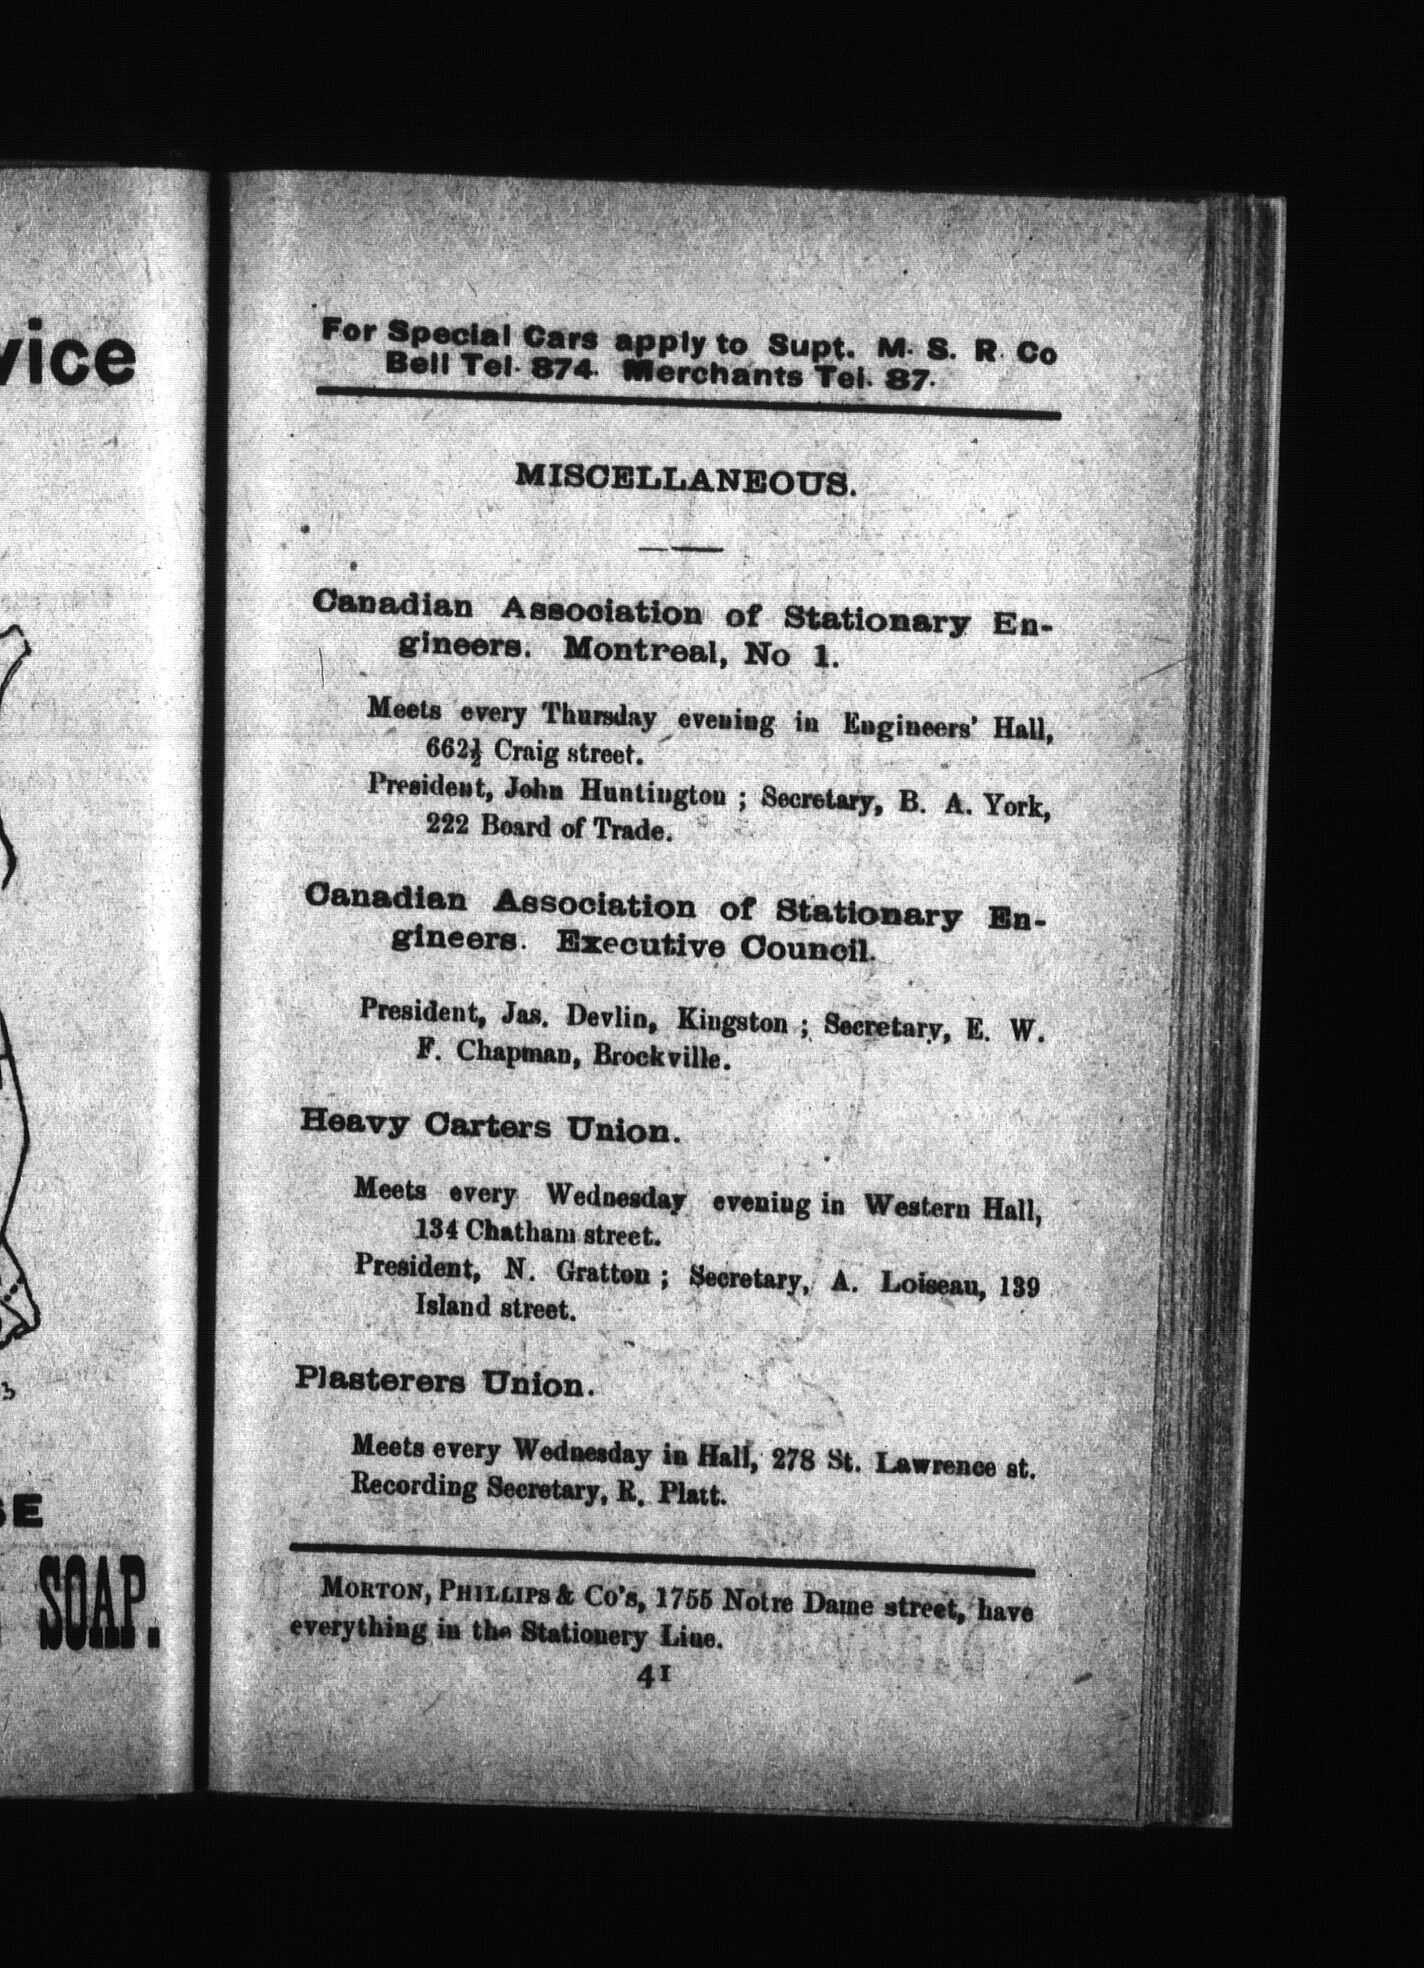 For Special Cars apply to Supt. M. S. R. Co
Bell Tel. 874. Merchants Tel. 87.
MISCELLANEOUS.
Canadian Association of Stationary En-
gineers. Montreal, No 1.
Meets every Thursday evening in Engineers' Hall,
662½ Craig street.
President, John Huntington ; Secretary, B. A. York,
222 Board of Trade.
Canadian Association of Stationary En-
gineers. Executive Council.
President, Jas. Devlin, Kingston ; Secretary, E. W.
F. Chapman, Brockville.
Heavy Carters Union.
Meets every Wednesday evening in Western Hall,
134 Chatham street.
President, N. Gratton ; Secretary, A. Loiseau, 139
Island street.
Plasterers Union.
Meets every Wednesday in Hall, 278 St. Lawrence st.
Recording Secretary, R. Platt.
MORTON, PHILLIPS & Co's, 1755 Notre Dame street, have
everything in the Stationery Line.
41
vice
SE
SOAP.